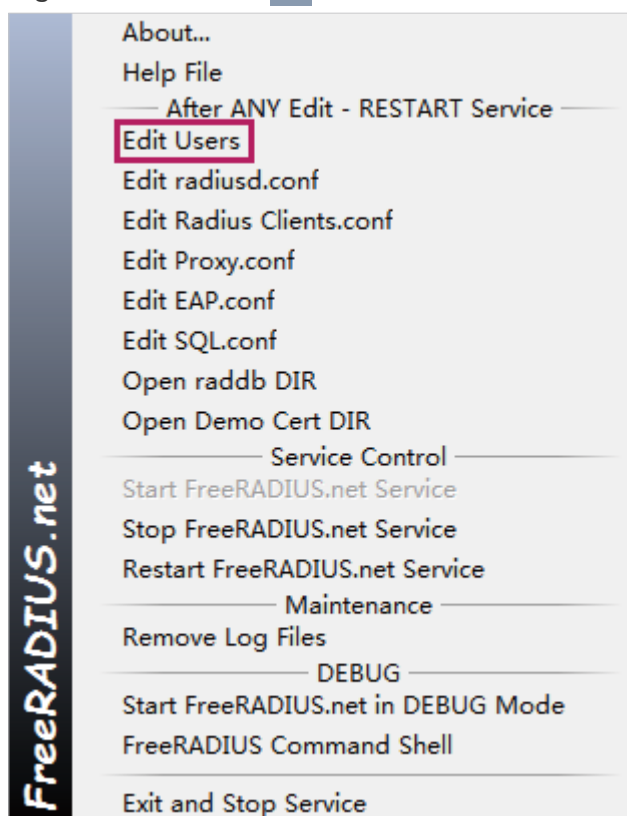 About...
Help File
After ANY Edit - RESTART Service
Edit Users
Edit radiusd.conf
Edit Radius Clients.conf
Edit Proxy.conf
Edit EAP.conf
Edit SQL.conf
Open raddb DIR
Open Demo Cert DIR
Service Control
Start FreeRADIUS.net Service
Stop FreeRADIUS.net Service
Restart FreeRADIUS.net Service
Maintenance
Remove Log Files
DEBUG
Start FreeRADIUS.net in DEBUG Mode
FreeRADIUS Command Shell
Exit and Stop Service
FreeRADIUS.net